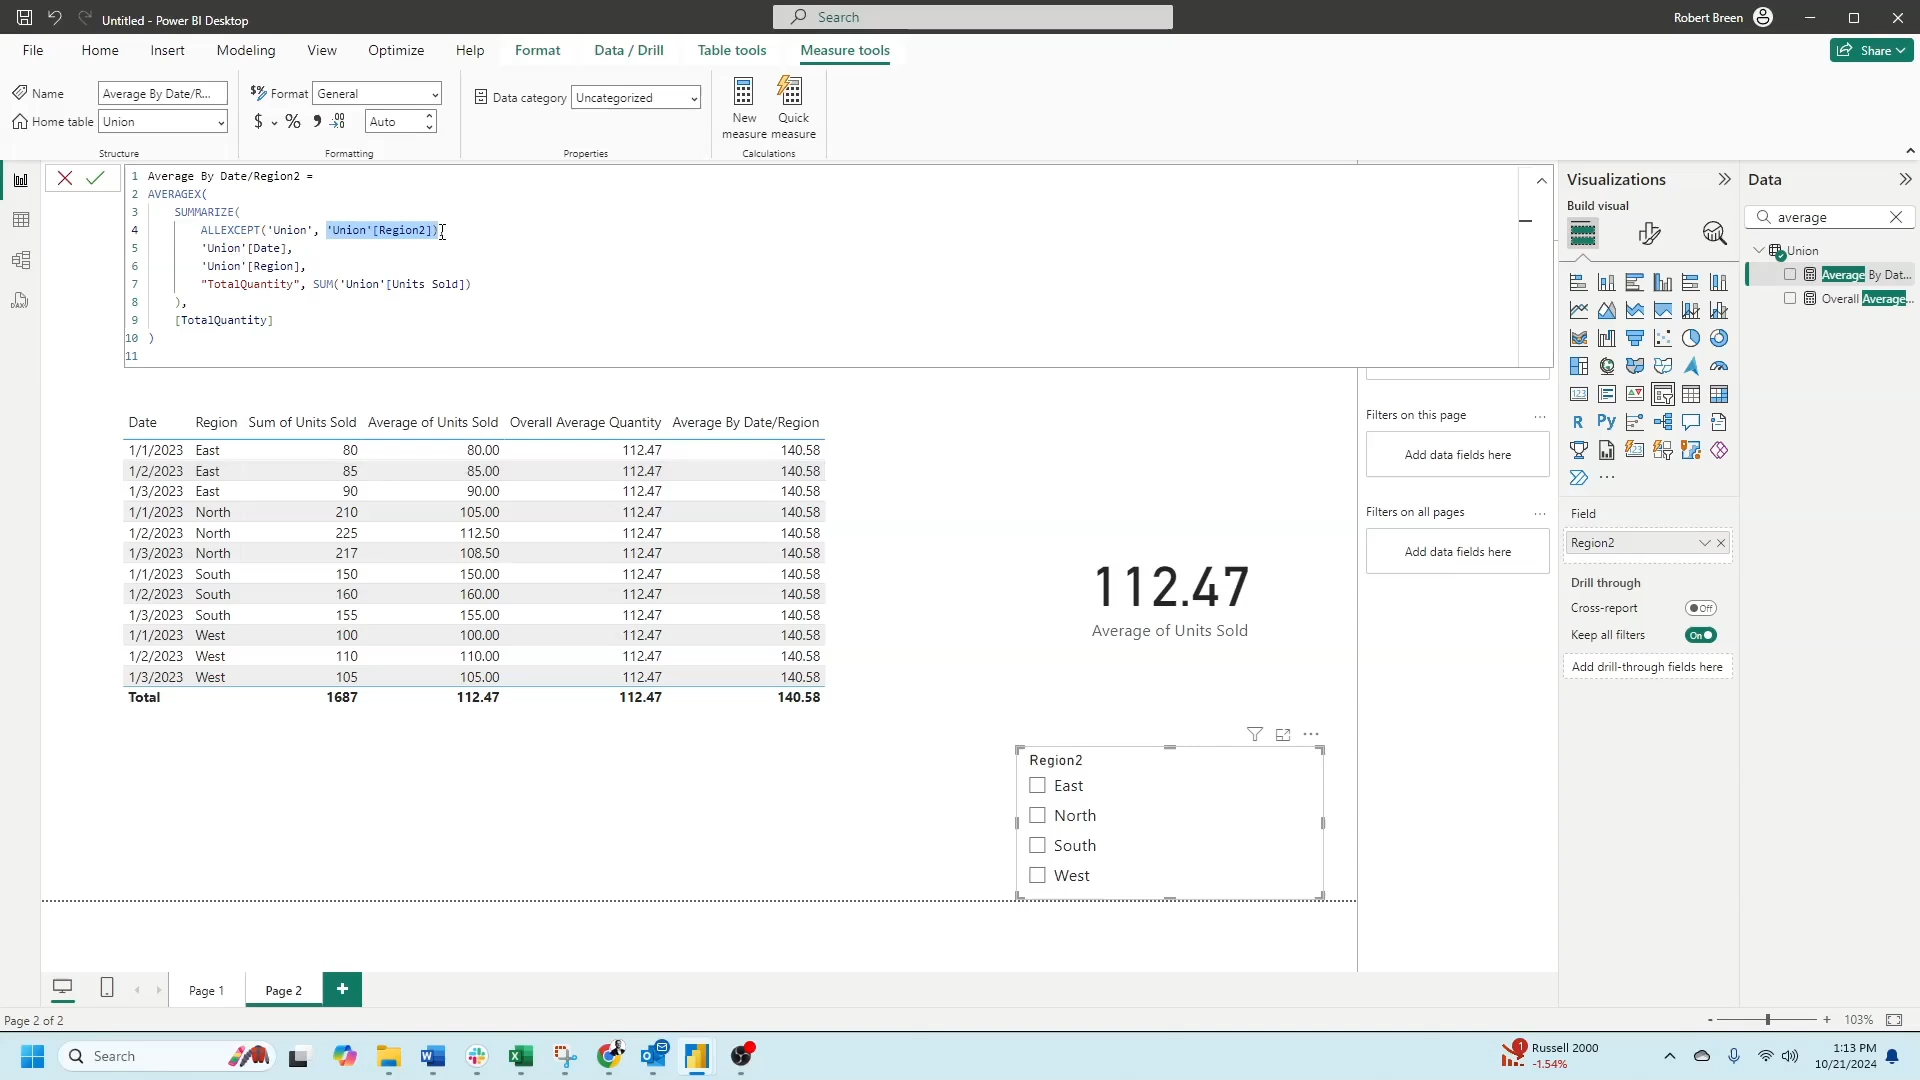 Untitled - Power BI Desktop
Search
Robert Breen
File Home Insert Modeling View Optimize Help Format Data / Drill Table tools Measure tools
Share
Name Average By Date/R...
Home table Union
Structure
Format General
$ % Auto
Formatting
Data category Uncategorized
Properties
New measure
Quick measure
Calculations
1 Average By Date/Region2 =
2 AVERAGEX(
3 SUMMARIZE(
4 ALLEXCEPT('Union', 'Union'[Region2])
5 'Union'[Date],
6 'Union'[Region],
7 "TotalQuantity", SUM('Union'[Units Sold])
8 ),
9 [TotalQuantity]
10 )
11
Date Region Sum of Units Sold Average of Units Sold Overall Average Quantity Average By Date/Region
1/1/2023 East 80 80.00 112.47 140.58
1/2/2023 East 85 85.00 112.47 140.58
1/3/2023 East 90 90.00 112.47 140.58
1/1/2023 North 210 105.00 112.47 140.58
1/2/2023 North 225 112.50 112.47 140.58
1/3/2023 North 217 108.50 112.47 140.58
1/1/2023 South 150 150.00 112.47 140.58
1/2/2023 South 160 160.00 112.47 140.58
1/3/2023 South 155 155.00 112.47 140.58
1/1/2023 West 100 100.00 112.47 140.58
1/2/2023 West 110 110.00 112.47 140.58
1/3/2023 West 105 105.00 112.47 140.58
Total 1687 112.47 112.47 140.58
112.47
Average of Units Sold
Region2
East
North
South
West
Filters on this page ...
Add data fields here
Filters on all pages ...
Add data fields here
Visualizations
Build visual
R Py
123
...
Field
Region2
Drill through
Cross-report Off
Keep all filters On
Add drill-through fields here
Data
average
Union
Average By Dat...
Overall Average...
Page 1
Page 2
+
Page 2 of 2
- + 103%
Search
Russell 2000
-1.54%
1
1:13 PM
10/21/2024